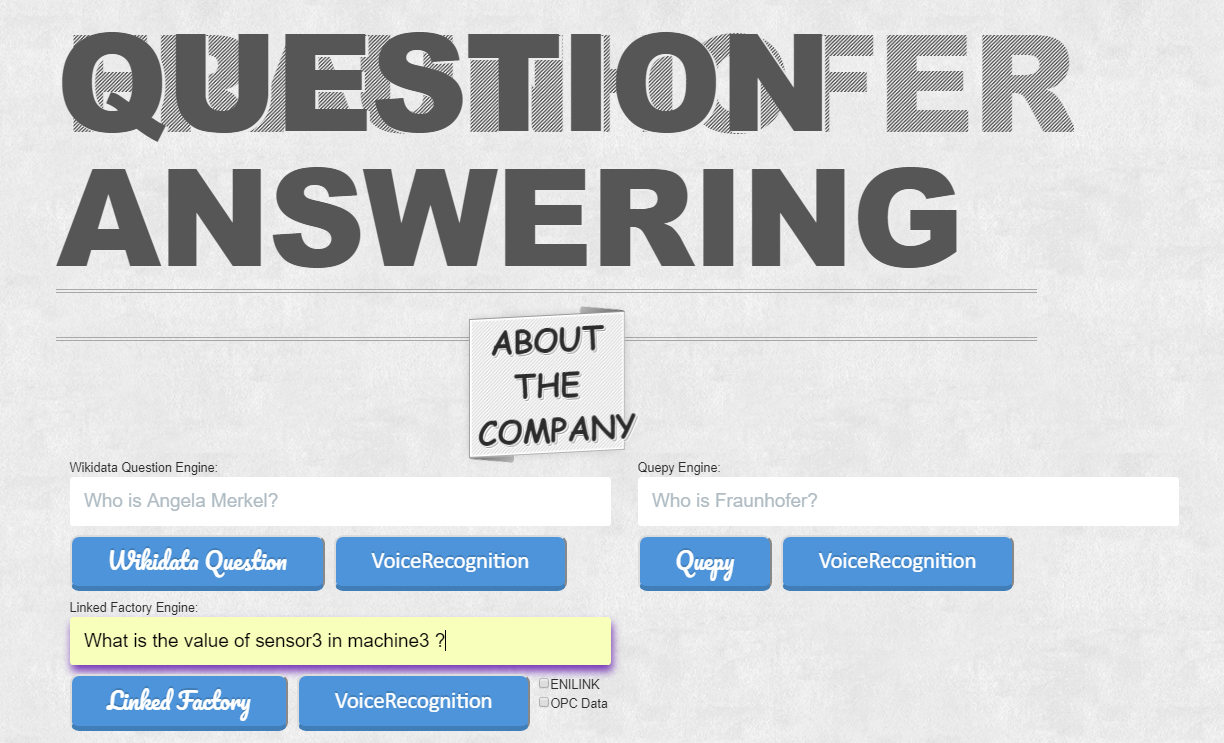 QUESTION
FRAUNHOFER
ANSWERING
ABOUT
THE
COMPANY
Wikidata Question Engine:
Quepy Engine:
Who is Angela Merkel?
Who is Fraunhofer?
Wikidata Question
VoiceRecognition
Quepy
VoiceRecognition
Linked Factory Engine:
What is the value of sensor3 in machine3 ?
Linked Factory
VoiceRecognition
ENILINK
OPC Data